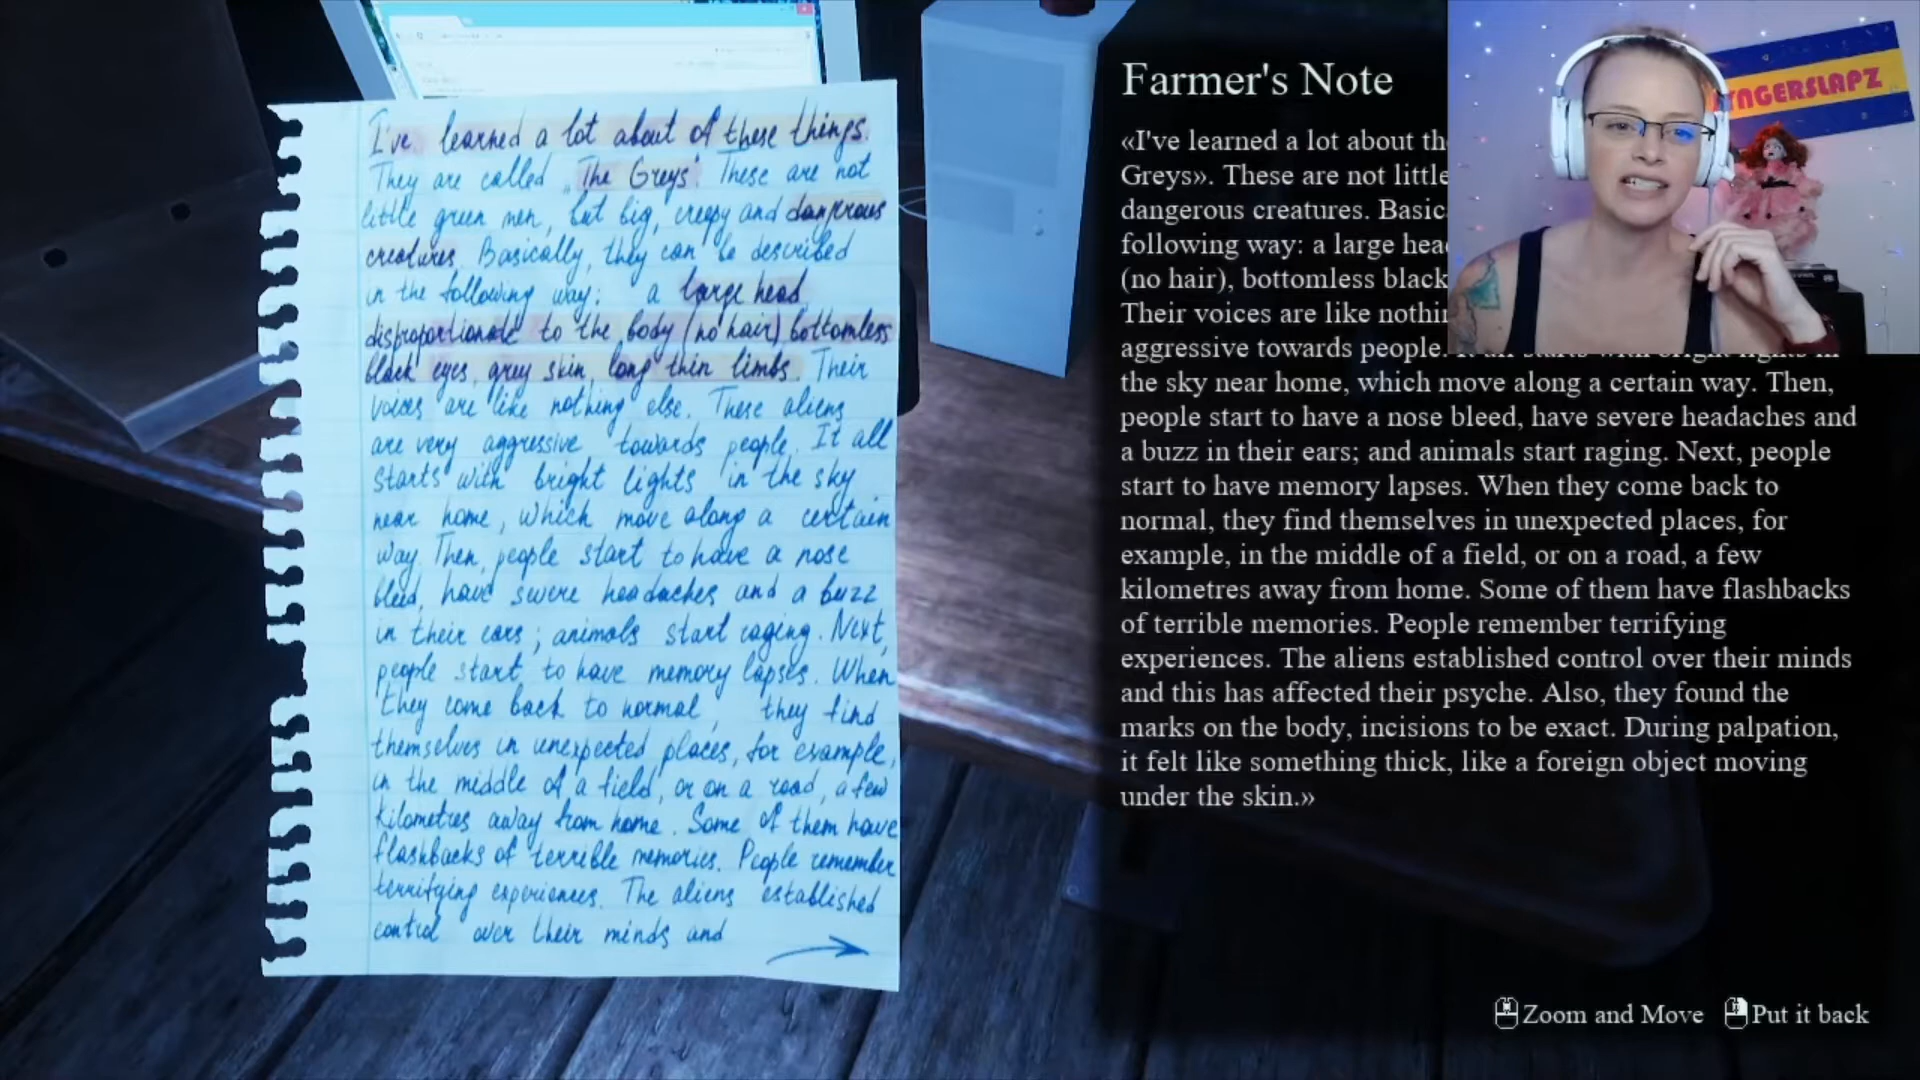 I've learned a lot about of these things.
They are called „The Greys". These are not
little green men, but big, creepy and dangerous
creatures. Basically, they can be described
in the following way: a large head
disproportionate to the body (no hair) bottomless
black eyes, grey skin, long thin limbs. Their
voices are like nothing else. These aliens
are very aggressive towards people. It all
starts with bright lights in the sky
near home, which move along a certain
way. Then, people start to have a nose
bleed, have severe headaches and a buzz
in their ears; animals start raging. Next,
people start to have memory lapses. When
they come back to normal, they find
themselves in unexpected places, for example,
in the middle of a field, or on a road, a few
kilometres away from home. Some of them have
flashbacks of terrible memories. People remember
terrifying experiences. The aliens established
control over their minds and
Farmer's Note
«I've learned a lot about th
Greys». These are not little
dangerous creatures. Basic
following way: a large hea
(no hair), bottomless black
Their voices are like nothin
aggressive towards people. It all starts with bright lights in
the sky near home, which move along a certain way. Then,
people start to have a nose bleed, have severe headaches and
a buzz in their ears; and animals start raging. Next, people
start to have memory lapses. When they come back to
normal, they find themselves in unexpected places, for
example, in the middle of a field, or on a road, a few
kilometres away from home. Some of them have flashbacks
of terrible memories. People remember terrifying
experiences. The aliens established control over their minds
and this has affected their psyche. Also, they found the
marks on the body, incisions to be exact. During palpation,
it felt like something thick, like a foreign object moving
under the skin.»
NGERSLAPZ
Zoom and Move
Put it back